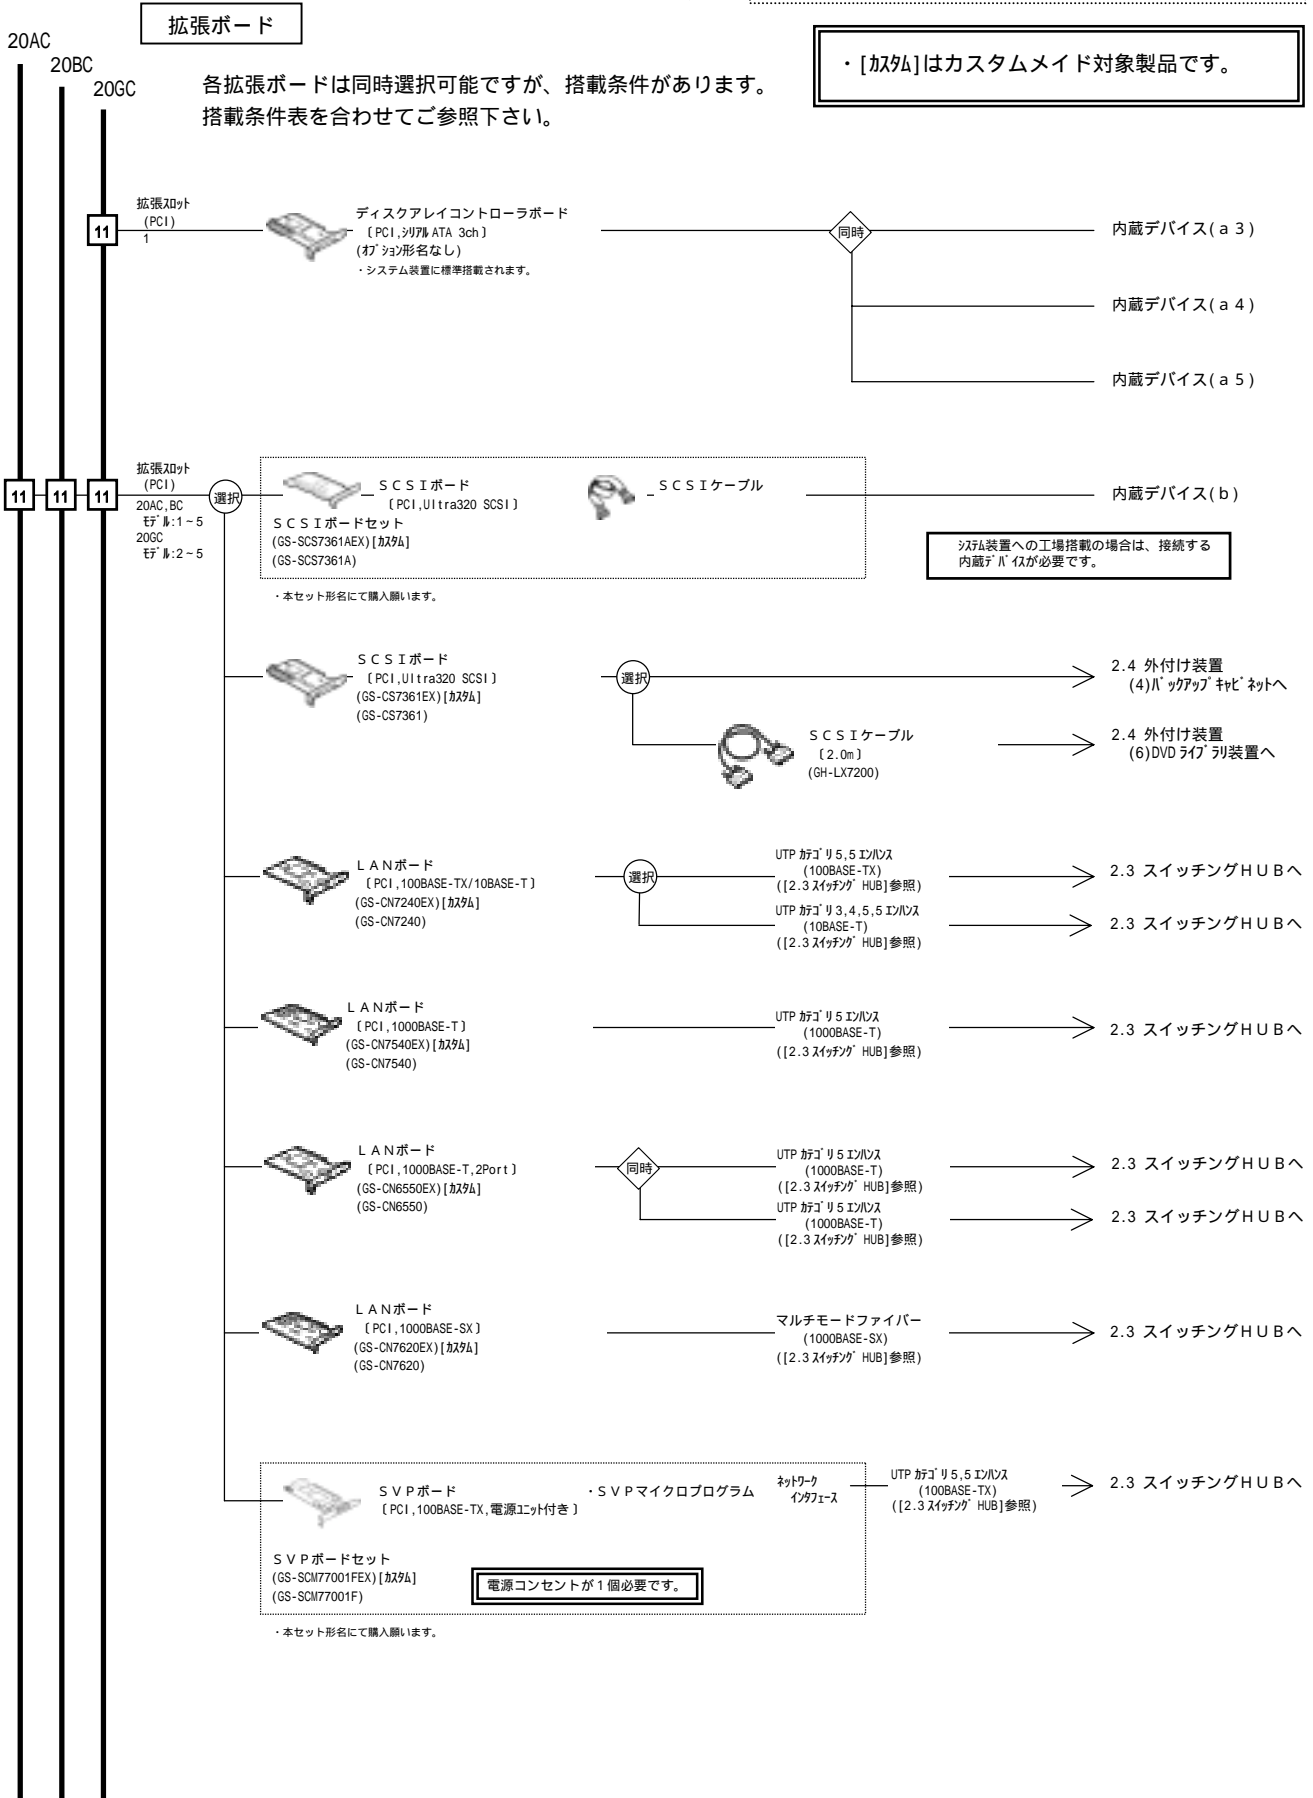 拡張ボード
20AC
20BC
20GC
各拡張ボードは同時選択可能ですが、搭載条件があります。
搭載条件表を合わせてご参照下さい。
・[ｶｽﾀﾑ]はカスタムメイド対象製品です。
11
拡張ｽﾛｯﾄ
(PCI)
1
ディスクアレイコントローラボード
〔PCI,ｼﾘｱﾙ ATA 3ch〕
(ｵﾌﾟｼｮﾝ形名なし)
・システム装置に標準搭載されます。
同時
内蔵デバイス(a3)
内蔵デバイス(a4)
内蔵デバイス(a5)
11
11
11
拡張ｽﾛｯﾄ
(PCI)
20AC,BC
ﾓﾃﾞﾙ:1~5
20GC
ﾓﾃﾞﾙ:2~5
選択
ＳＣＳＩボード
〔PCI,Ultra320 SCSI〕
ＳＣＳＩケーブル
内蔵デバイス(b)
ＳＣＳＩボードセット
(GS-SCS7361AEX)[ｶｽﾀﾑ]
(GS-SCS7361A)
ｼｽﾃﾑ装置への工場搭載の場合は、接続する
内蔵ﾃﾞﾊﾞｲｽが必要です。
・本セット形名にて購入願います。
ＳＣＳＩボード
〔PCI,Ultra320 SCSI〕
(GS-CS7361EX)[ｶｽﾀﾑ]
(GS-CS7361)
選択
2.4 外付け装置
(4)ﾊﾞｯｸｱｯﾌﾟｷｬﾋﾞﾈｯﾄへ
ＳＣＳＩケーブル
〔2.0m〕
(GH-LX7200)
2.4 外付け装置
(6)DVD ﾗｲﾌﾞﾗﾘ装置へ
ＬＡＮボード
〔PCI,100BASE-TX/10BASE-T〕
(GS-CN7240EX)[ｶｽﾀﾑ]
(GS-CN7240)
選択
UTP ｶﾃｺﾞﾘ 5,5 ｴﾝﾊﾝｽ
(100BASE-TX)
([2.3 ｽｲｯﾁﾝｸﾞ HUB]参照)
2.3 スイッチングＨＵＢへ
UTP ｶﾃｺﾞﾘ 3,4,5,5 ｴﾝﾊﾝｽ
(10BASE-T)
([2.3 ｽｲｯﾁﾝｸﾞ HUB]参照)
2.3 スイッチングＨＵＢへ
ＬＡＮボード
〔PCI,1000BASE-T〕
(GS-CN7540EX)[ｶｽﾀﾑ]
(GS-CN7540)
UTP ｶﾃｺﾞﾘ 5 ｴﾝﾊﾝｽ
(1000BASE-T)
([2.3 ｽｲｯﾁﾝｸﾞ HUB]参照)
2.3 スイッチングＨＵＢへ
ＬＡＮボード
〔PCI,1000BASE-T,2Port〕
(GS-CN6550EX)[ｶｽﾀﾑ]
(GS-CN6550)
同時
UTP ｶﾃｺﾞﾘ 5 ｴﾝﾊﾝｽ
(1000BASE-T)
([2.3 ｽｲｯﾁﾝｸﾞ HUB]参照)
2.3 スイッチングＨＵＢへ
UTP ｶﾃｺﾞﾘ 5 ｴﾝﾊﾝｽ
(1000BASE-T)
([2.3 ｽｲｯﾁﾝｸﾞ HUB]参照)
2.3 スイッチングＨＵＢへ
ＬＡＮボード
〔PCI,1000BASE-SX〕
(GS-CN7620EX)[ｶｽﾀﾑ]
(GS-CN7620)
マルチモードファイバー
(1000BASE-SX)
([2.3 ｽｲｯﾁﾝｸﾞ HUB]参照)
2.3 スイッチングＨＵＢへ
ＳＶＰボード
〔PCI,100BASE-TX,電源ﾕﾆｯﾄ付き〕
・ＳＶＰマイクロプログラム
ﾈｯﾄﾜｰｸ
ｲﾝﾀﾌｪｰｽ
UTP ｶﾃｺﾞﾘ 5,5 ｴﾝﾊﾝｽ
(100BASE-TX)
([2.3 ｽｲｯﾁﾝｸﾞ HUB]参照)
2.3 スイッチングＨＵＢへ
ＳＶＰボードセット
(GS-SCM77001FEX)[ｶｽﾀﾑ]
(GS-SCM77001F)
電源コンセントが１個必要です。
・本セット形名にて購入願います。